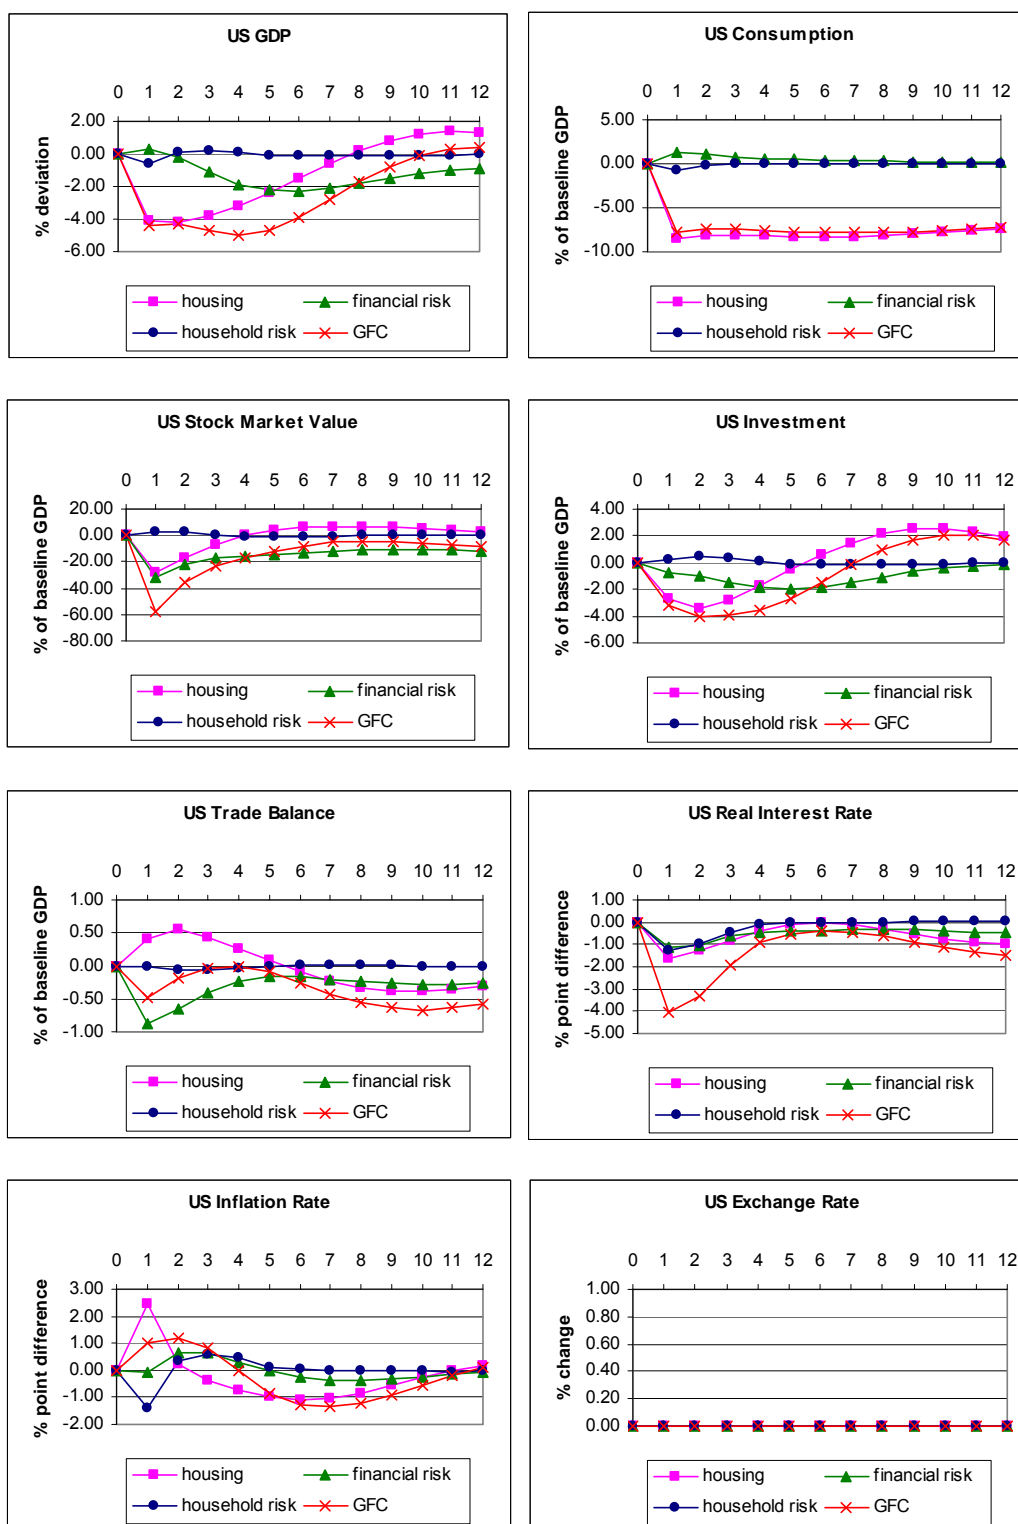 US GDP
0 1 2 3 4 5 6 7 8 9 10 11 12
2.00
0.00
-2.00
-4.00
-6.00
% deviation
housing financial risk
household risk GFC
US Consumption
0 1 2 3 4 5 6 7 8 9 10 11 12
5.00
0.00
-5.00
-10.00
% of baseline GDP
housing financial risk
household risk GFC
US Stock Market Value
0 1 2 3 4 5 6 7 8 9 10 11 12
20.00
0.00
-20.00
-40.00
-60.00
-80.00
% of baseline GDP
housing financial risk
household risk GFC
US Investment
0 1 2 3 4 5 6 7 8 9 10 11 12
4.00
2.00
0.00
-2.00
-4.00
-6.00
% of baseline GDP
housing financial risk
household risk GFC
US Trade Balance
0 1 2 3 4 5 6 7 8 9 10 11 12
1.00
0.50
0.00
-0.50
-1.00
% of baseline GDP
housing financial risk
household risk GFC
US Real Interest Rate
0 1 2 3 4 5 6 7 8 9 10 11 12
1.00
0.00
-1.00
-2.00
-3.00
-4.00
-5.00
% point difference
housing financial risk
household risk GFC
US Inflation Rate
0 1 2 3 4 5 6 7 8 9 10 11 12
3.00
2.00
1.00
0.00
-1.00
-2.00
% point difference
housing financial risk
household risk GFC
US Exchange Rate
0 1 2 3 4 5 6 7 8 9 10 11 12
1.00
0.80
0.60
0.40
0.20
0.00
% change
housing financial risk
household risk GFC